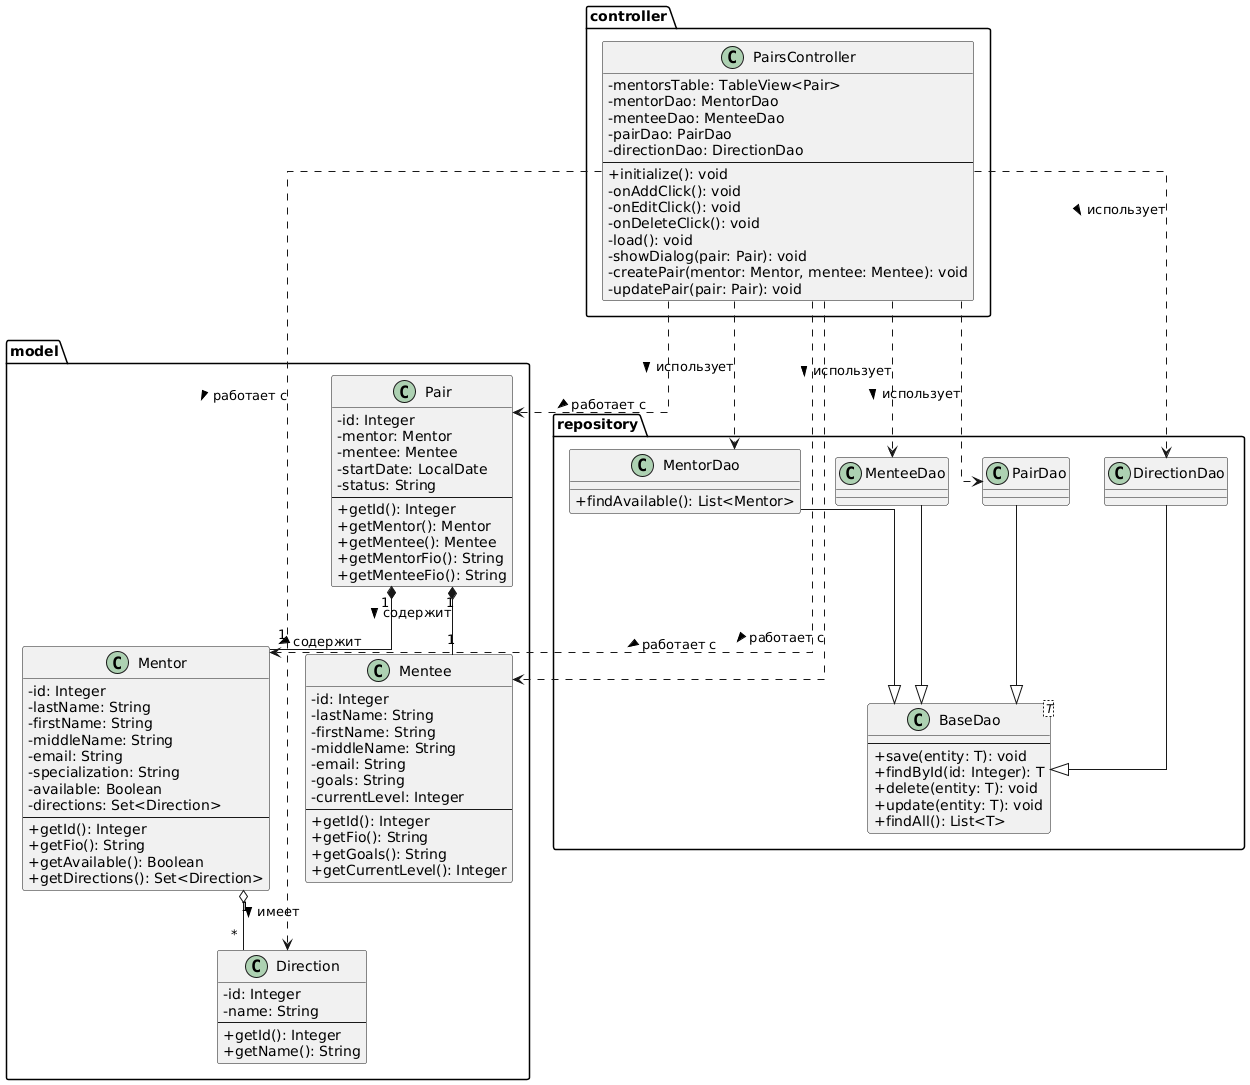 controller
C PairsController
-mentorsTable: TableView<Pair>
-mentorDao: MentorDao
-menteeDao: MenteeDao
-pairDao: PairDao
-directionDao: DirectionDao
+initialize(): void
-onAddClick(): void
-onEditClick(): void
-onDeleteClick(): void
-load(): void
-showDialog(pair: Pair): void
-createPair(mentor: Mentor, mentee: Mentee): void
-updatePair(pair: Pair): void
использует
использует
использует
использует
работает с
работает с
model
C Pair
-id: Integer
-mentor: Mentor
-mentee: Mentee
-startDate: LocalDate
-status: String
+getId(): Integer
+getMentor(): Mentor
+getMentee(): Mentee
+getMentorFio(): String
+getMenteeFio(): String
1
1
содержит
1
содержит
1
работает с
работает с
C Mentor
-id: Integer
-lastName: String
-firstName: String
-middleName: String
-email: String
-specialization: String
-available: Boolean
-directions: Set<Direction>
+getId(): Integer
+getFio(): String
+getAvailable(): Boolean
+getDirections(): Set<Direction>
C Mentee
-id: Integer
-lastName: String
-firstName: String
-middleName: String
-email: String
-goals: String
-currentLevel: Integer
+getId(): Integer
+getFio(): String
+getGoals(): String
+getCurrentLevel(): Integer
1
имеет
*
C Direction
-id: Integer
-name: String
+getId(): Integer
+getName(): String
repository
C MentorDao
+findAvailable(): List<Mentor>
C MenteeDao
C PairDao
C DirectionDao
C BaseDao
T
+save(entity: T): void
+findById(id: Integer): T
+delete(entity: T): void
+update(entity: T): void
+findAll(): List<T>